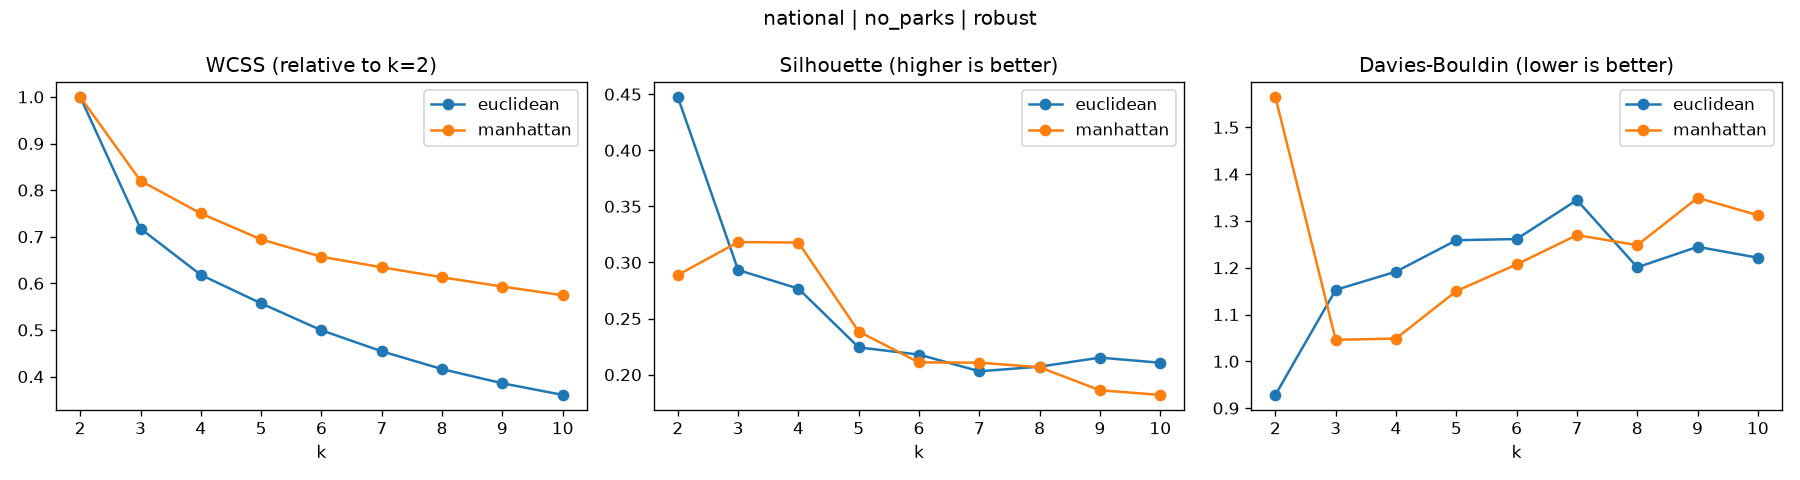 national | no_parks | robust
WCSS (relative to k=2)
1.0
0.9
0.8
0.7
0.6
0.5
0.4
2 3 4 5 6 7 8 9 10
k
euclidean
manhattan
Silhouette (higher is better)
0.45
0.40
0.35
0.30
0.25
0.20
2 3 4 5 6 7 8 9 10
k
euclidean
manhattan
Davies-Bouldin (lower is better)
1.5
1.4
1.3
1.2
1.1
1.0
0.9
2 3 4 5 6 7 8 9 10
k
euclidean
manhattan